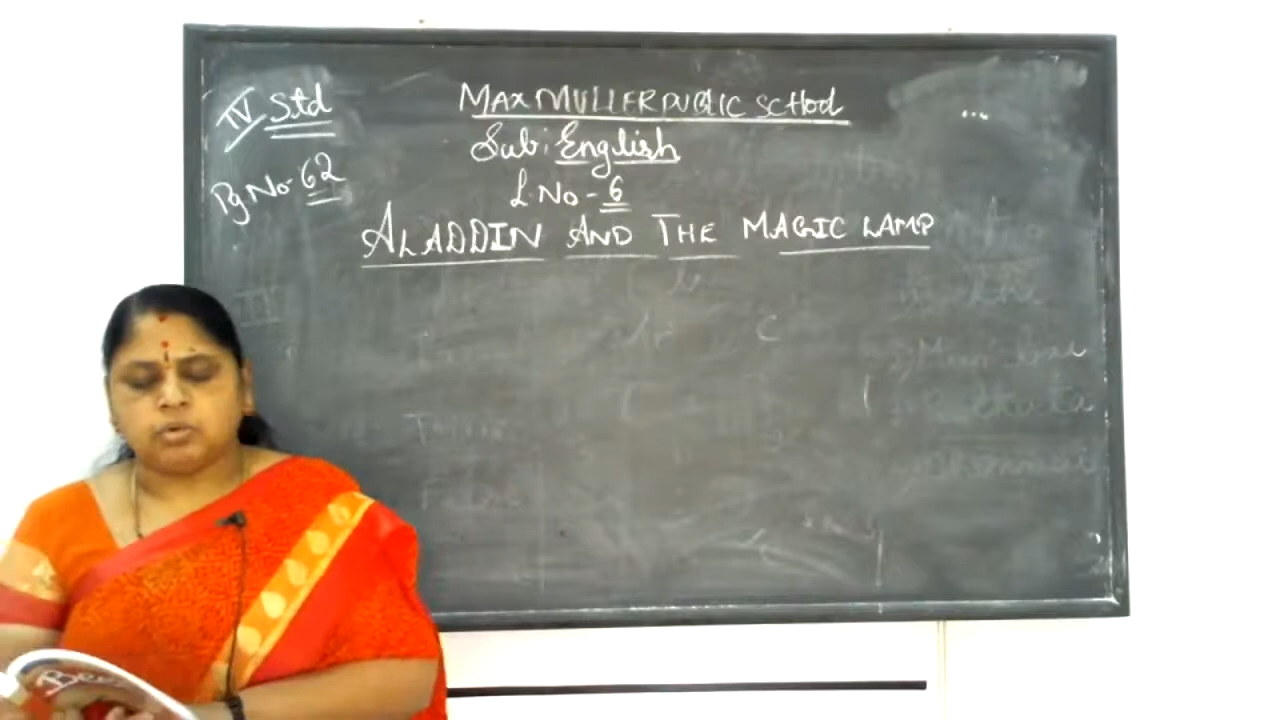 IV Std
MAX MULLER PUBLIC SCHOOL
Sub: English
Pg No- 62
L.No - 6
ALADDIN AND THE MAGIC LAMP